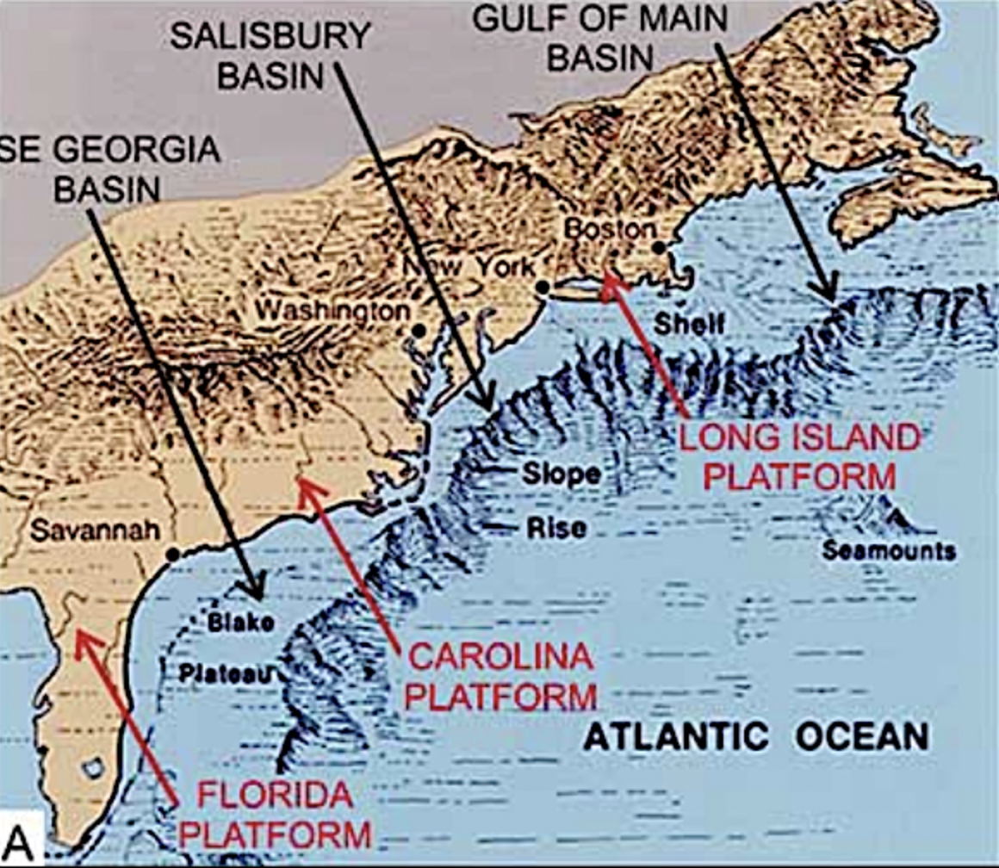 SALISBURY
BASIN
GULF OF MAIN
BASIN
SE GEORGIA
BASIN
Boston
New York
Washington
Shelf
LONG ISLAND
PLATFORM
Slope
Rise
Savannah
Seamounts
Blake
Plateau
CAROLINA
PLATFORM
ATLANTIC OCEAN
FLORIDA
PLATFORM
A